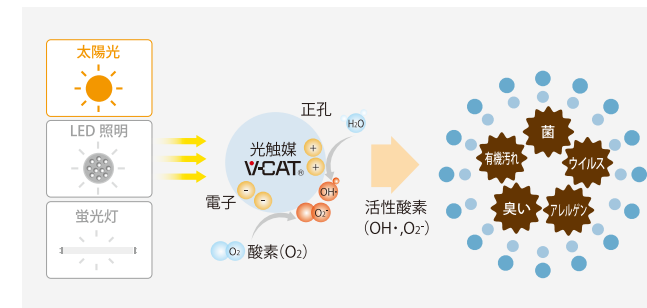 太陽光
LED 照明
蛍光灯
正孔
H₂O
光触媒
V-CAT®
+
+
-
-
電子
OH・
O₂⁻
O₂
酸素(O₂)
活性酸素
(OH・,O₂⁻)
菌
有機汚れ
ウイルス
臭い
アレルゲン